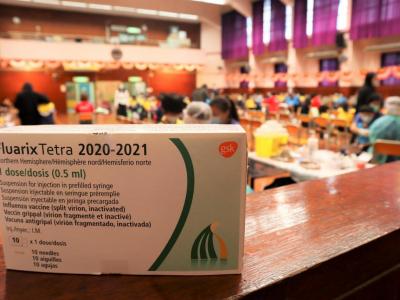 FluarixTetra 2020-2021
Northern Hemisphere/Hémisphère nord/Hemisferio norte
1 dose/dosis (0.5 ml)
Suspension for injection in prefilled syringe
Suspension injectable en seringue préremplie
Suspensión inyectable en jeringa precargada
Influenza vaccine (split virion, inactivated)
Vaccin grippal (virion fragmenté et inactivé)
Vacuna antigripal (virión fragmentado, inactivada)
Inj./Inyec.: I.M.
10 x 1 dose/dosis
10 needles
10 aiguilles
10 agujas
gsk